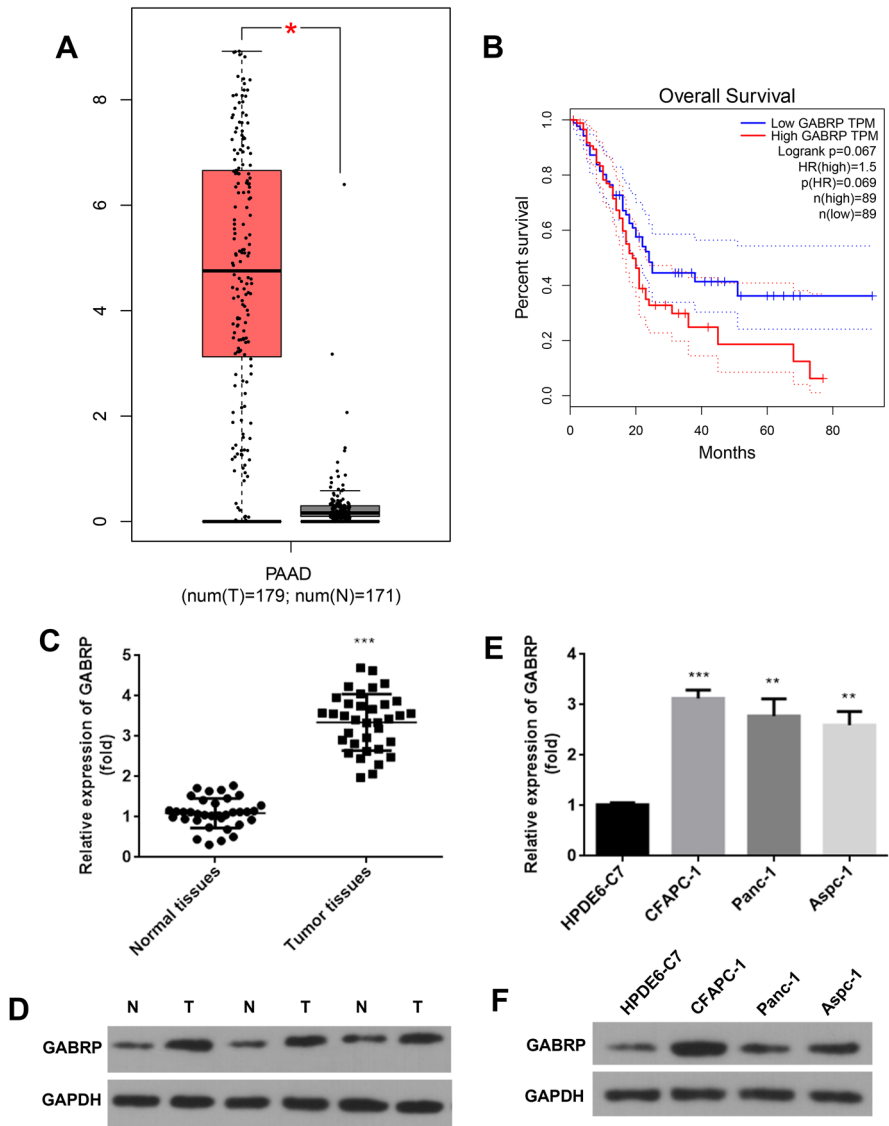 A
*
8
6
4
2
0
PAAD
(num(T)=179; num(N)=171)
B
Overall Survival
Low GABRP TPM
High GABRP TPM
Logrank p=0.067
HR(high)=1.5
p(HR)=0.069
n(high)=89
n(low)=89
Percent survival
1.0
0.8
0.6
0.4
0.2
0.0
0 20 40 60 80
Months
C
Relative expression of GABRP
(fold)
5
4
3
2
1
0
***
Normal tissues
Tumor tissues
E
Relative expression of GABRP
(fold)
4
3
2
1
0
***
**
**
HPDE6-C7
CFAPC-1
Panc-1
Aspc-1
D
N T N T N T
GABRP
GAPDH
F
HPDE6-C7
CFAPC-1
Panc-1
Aspc-1
GABRP
GAPDH